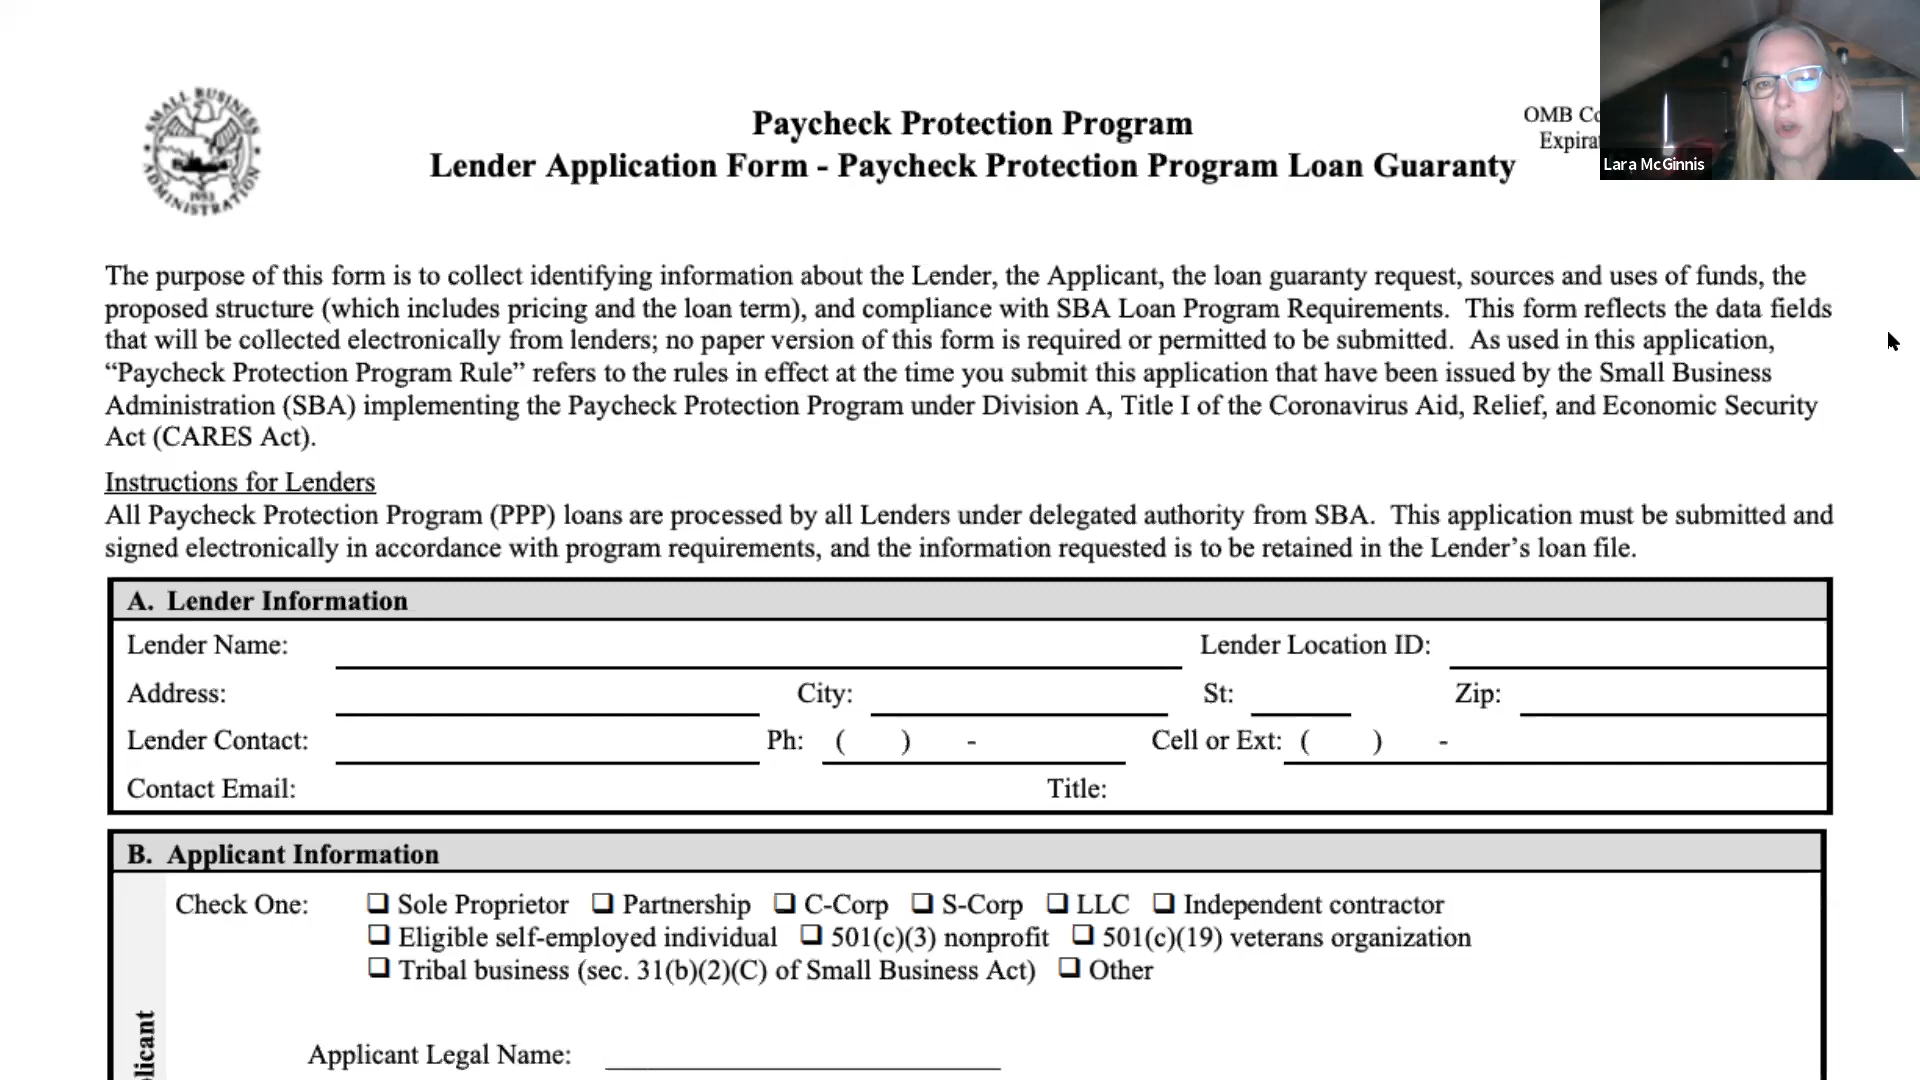 SMALL BUSINESS
ADMINISTRATION
1953
Paycheck Protection Program
Lender Application Form - Paycheck Protection Program Loan Guaranty
OMB
Lara McGinnis
The purpose of this form is to collect identifying information about the Lender, the Applicant, the loan guaranty request, sources and uses of funds, the
proposed structure (which includes pricing and the loan term), and compliance with SBA Loan Program Requirements. This form reflects the data fields
that will be collected electronically from lenders; no paper version of this form is required or permitted to be submitted. As used in this application,
“Paycheck Protection Program Rule” refers to the rules in effect at the time you submit this application that have been issued by the Small Business
Administration (SBA) implementing the Paycheck Protection Program under Division A, Title I of the Coronavirus Aid, Relief, and Economic Security
Act (CARES Act).
Instructions for Lenders
All Paycheck Protection Program (PPP) loans are processed by all Lenders under delegated authority from SBA. This application must be submitted and
signed electronically in accordance with program requirements, and the information requested is to be retained in the Lender’s loan file.
A. Lender Information
Lender Name: Lender Location ID:
Address: City: St: Zip:
Lender Contact: Ph: ( ) - Cell or Ext: ( ) -
Contact Email: Title:
B. Applicant Information
Check One: ❑ Sole Proprietor ❑ Partnership ❑ C-Corp ❑ S-Corp ❑ LLC ❑ Independent contractor
❑ Eligible self-employed individual ❑ 501(c)(3) nonprofit ❑ 501(c)(19) veterans organization
❑ Tribal business (sec. 31(b)(2)(C) of Small Business Act) ❑ Other
Applicant Legal Name: